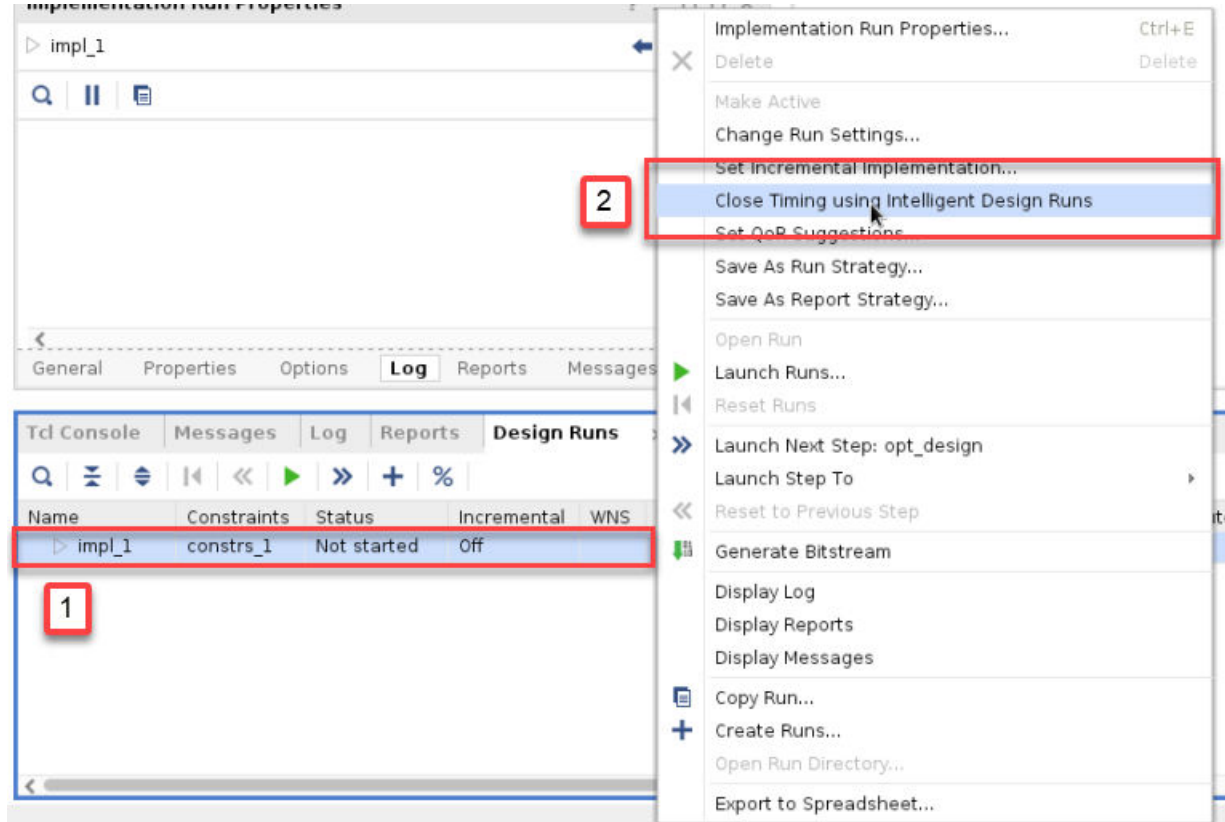 Implementation Run Properties
impl_1
General Properties Options Log Reports Messages
Tcl Console Messages Log Reports Design Runs
Name Constraints Status Incremental WNS
impl_1 constrs_1 Not started Off
1
2
Implementation Run Properties... Ctrl+E
Delete Delete
Make Active
Change Run Settings...
Set Incremental Implementation...
Close Timing using Intelligent Design Runs
Set QoR Suggestions...
Save As Run Strategy...
Save As Report Strategy...
Open Run
Launch Runs...
Reset Runs
Launch Next Step: opt_design
Launch Step To
Reset to Previous Step
Generate Bitstream
Display Log
Display Reports
Display Messages
Copy Run...
Create Runs...
Open Run Directory...
Export to Spreadsheet...